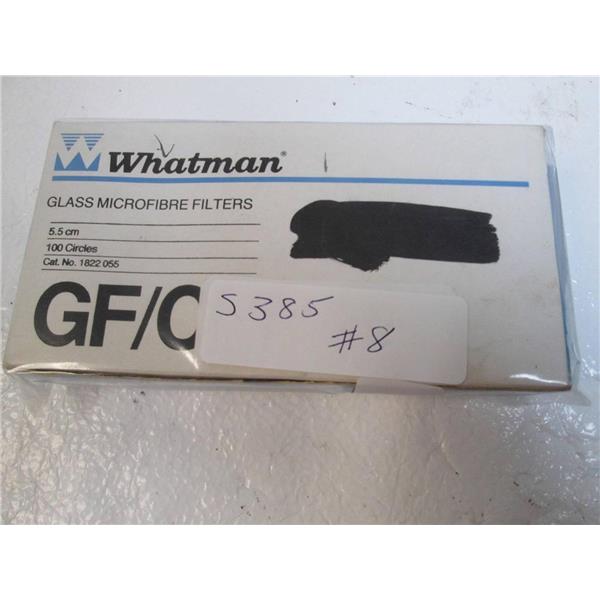 Whatman®
GLASS MICROFIBRE FILTERS
5.5 cm
100 Circles
Cat. No. 1822 055
GF/C
S385
#8